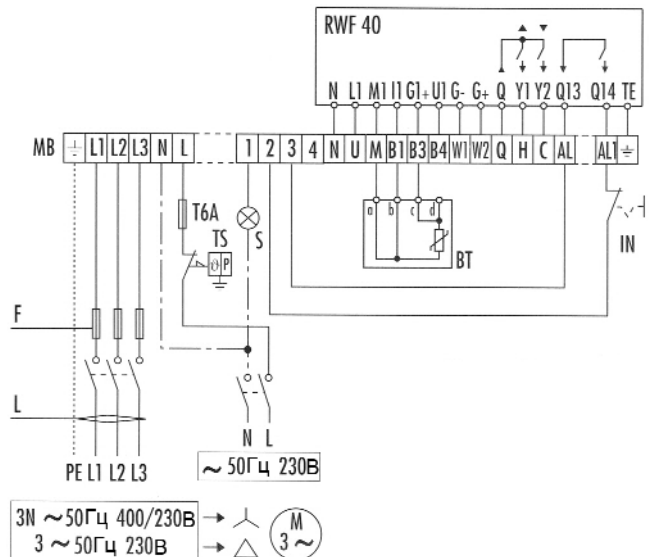 RWF 40
N L1 M1 I1 G1+ U1 G- G+ Q Y1 Y2 Q13 Q14 TE
MB L1 L2 L3 N L 1 2 3 4 N U M B1 B3 B4 W1 W2 Q H C AL AL1
T6A
TS
P
S
a b c d
BT
IN
F
L
N L
PE L1 L2 L3
~ 50Гц 230В
3N ~50Гц 400/230В
3 ~ 50Гц 230В
M
3 ~